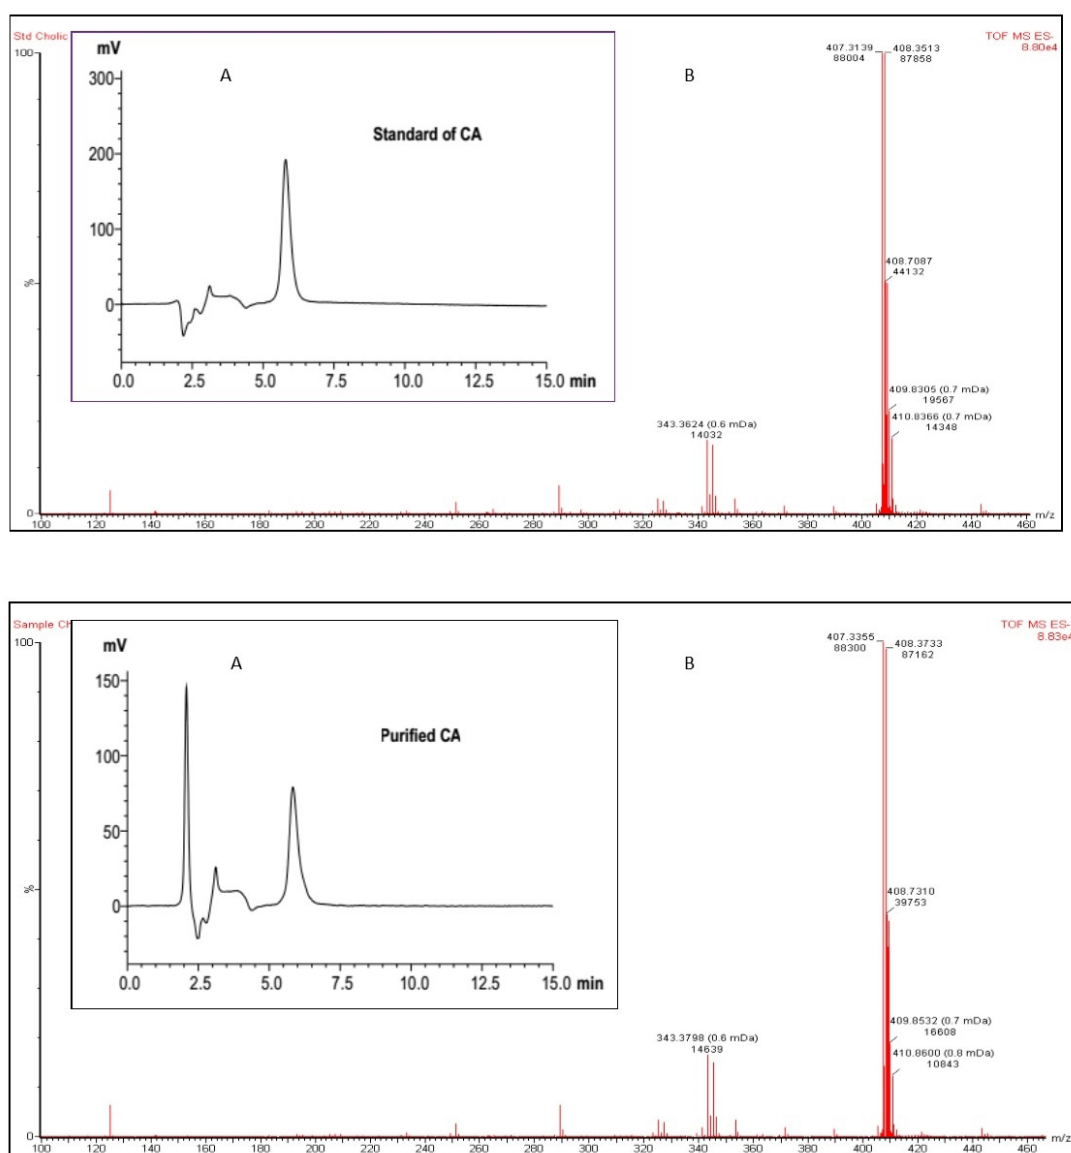 Std Cholic
TOF MS ES-
8.80e4
mV
A
B
Standard of CA
300
200
100
0
0.0 2.5 5.0 7.5 10.0 12.5 15.0 min
100
%
0
407.3139
88004
408.3513
87858
408.7087
44132
409.8305 (0.7 mDa)
19567
410.8366 (0.7 mDa)
14348
343.3624 (0.6 mDa)
14032
100 120 140 160 180 200 220 240 260 280 300 320 340 360 380 400 420 440 460 m/z
Sample Ch
TOF MS ES-
8.83e4
mV
A
B
Purified CA
150
100
50
0
0.0 2.5 5.0 7.5 10.0 12.5 15.0 min
100
%
0
407.3355
88300
408.3733
87162
408.7310
39753
409.8532 (0.7 mDa)
16608
410.8600 (0.8 mDa)
10843
343.3798 (0.6 mDa)
14639
100 120 140 160 180 200 220 240 260 280 300 320 340 360 380 400 420 440 460 m/z